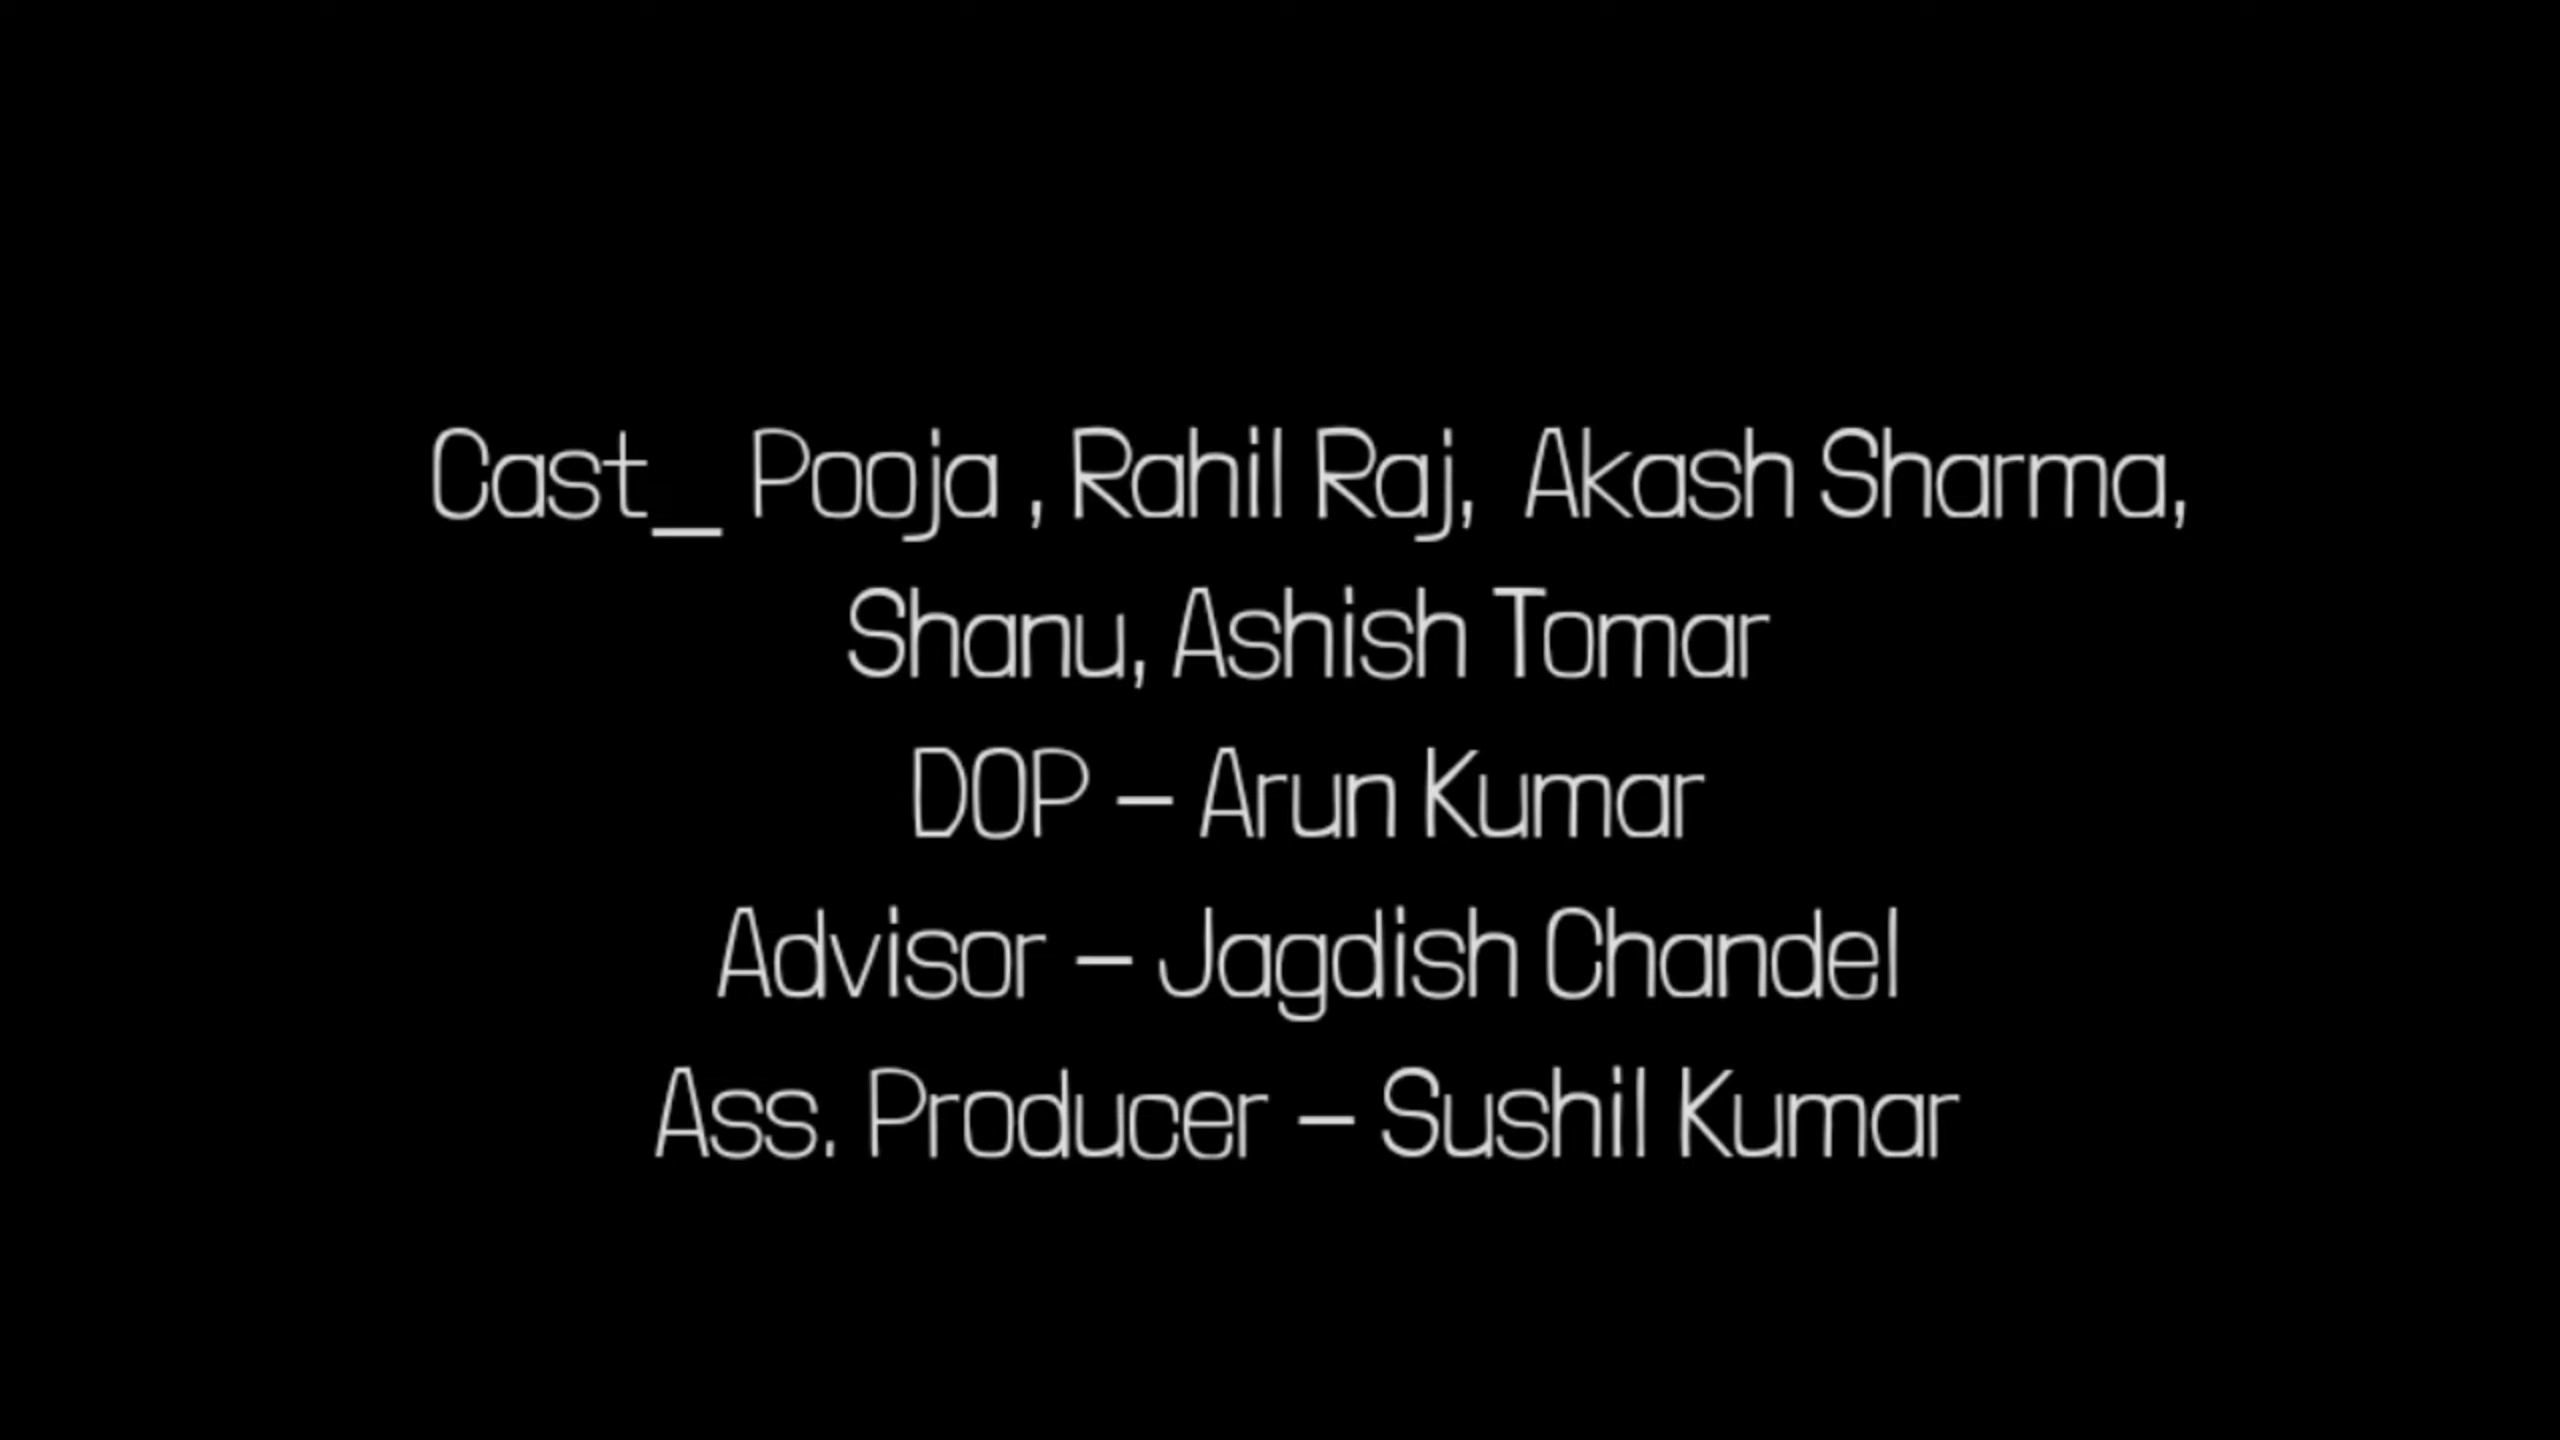 Cast_ Pooja , Rahil Raj,  Akash Sharma,
Shanu, Ashish Tomar
DOP – Arun Kumar
Advisor – Jagdish Chandel
Ass. Producer – Sushil Kumar